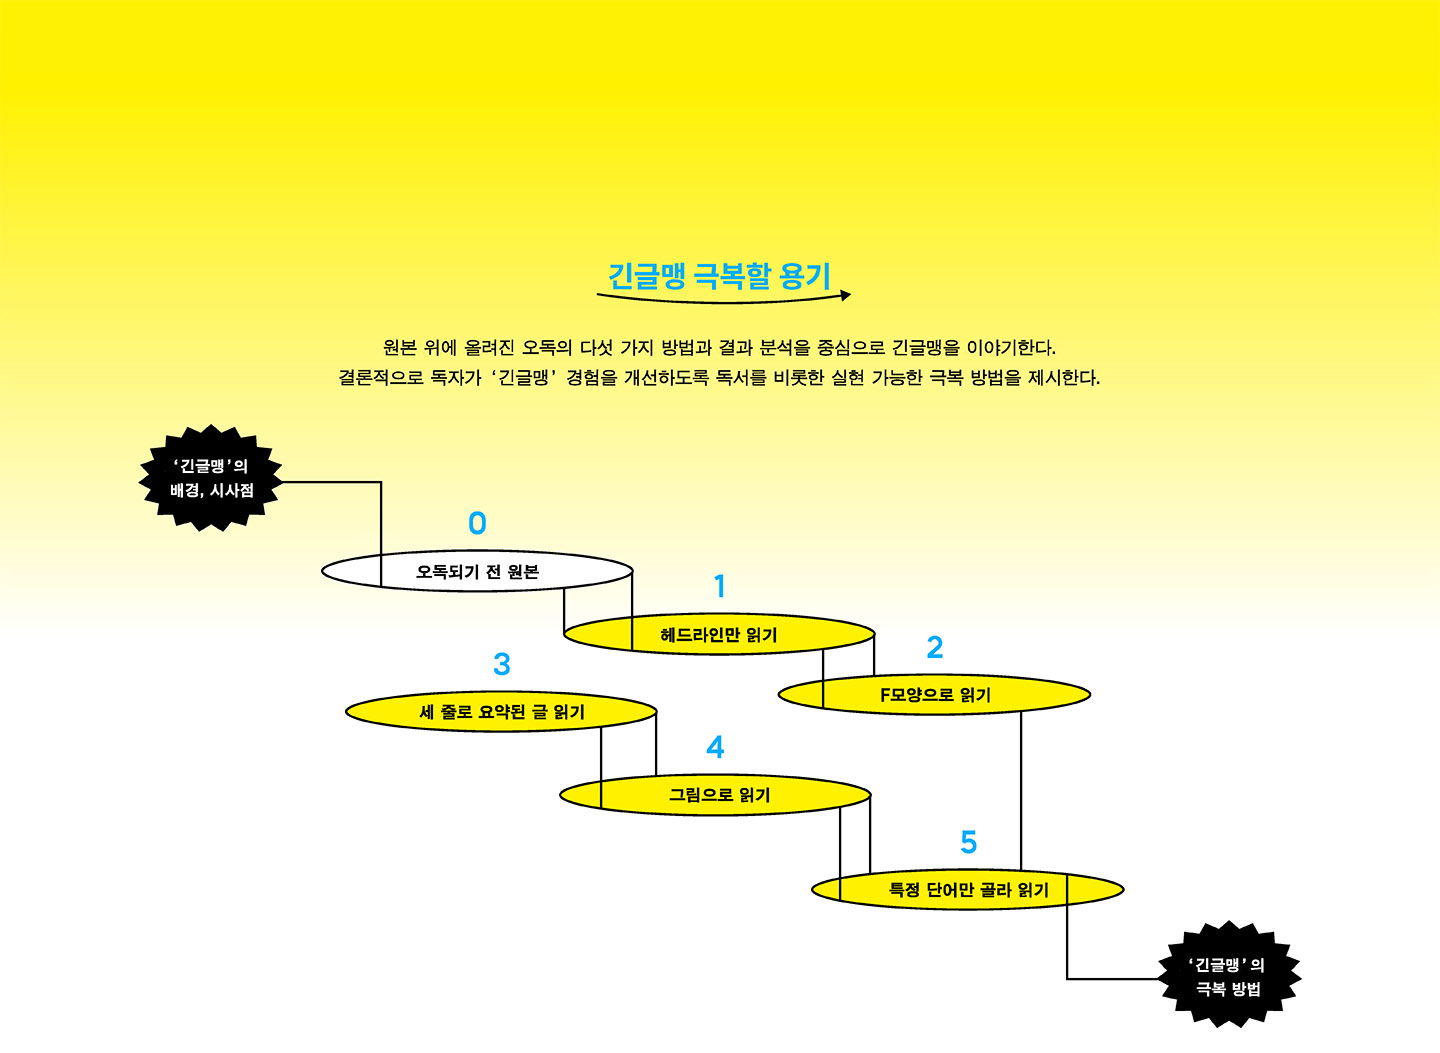 긴글맹 극복할 용기
원본 위에 올려진 오독의 다섯 가지 방법과 결과 분석을 중심으로 긴글맹을 이야기한다.
결론적으로 독자가 ‘긴글맹’ 경험을 개선하도록 독서를 비롯한 실현 가능한 극복 방법을 제시한다.
‘긴글맹’의
배경, 시사점
0
오독되기 전 원본
1
헤드라인만 읽기
2
F모양으로 읽기
3
세 줄로 요약된 글 읽기
4
그림으로 읽기
5
특정 단어만 골라 읽기
‘긴글맹’의
극복 방법